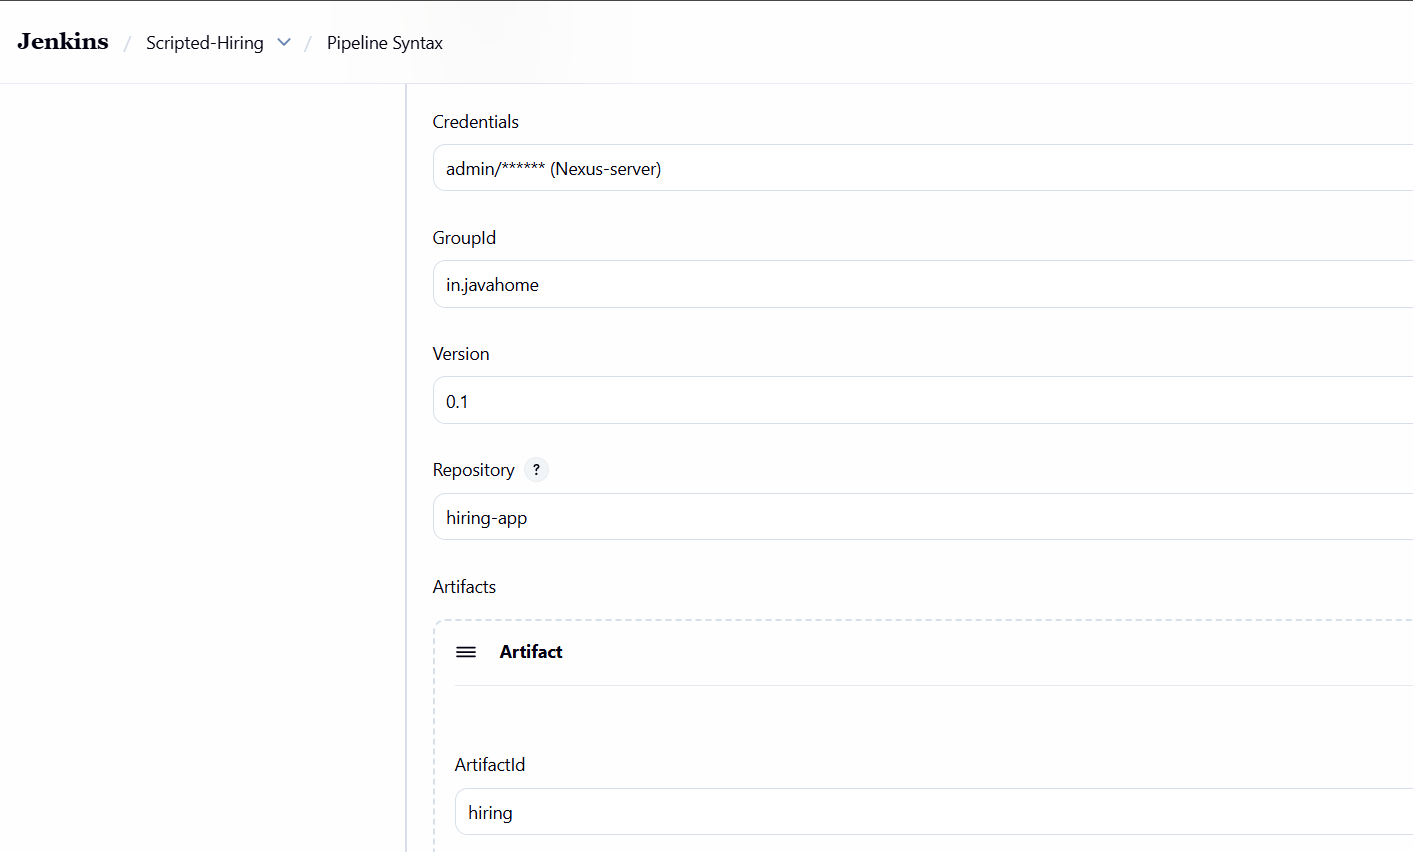 Jenkins / Scripted-Hiring / Pipeline Syntax
Credentials
admin/****** (Nexus-server)
GroupId
in.javahome
Version
0.1
Repository ?
hiring-app
Artifacts
Artifact
ArtifactId
hiring